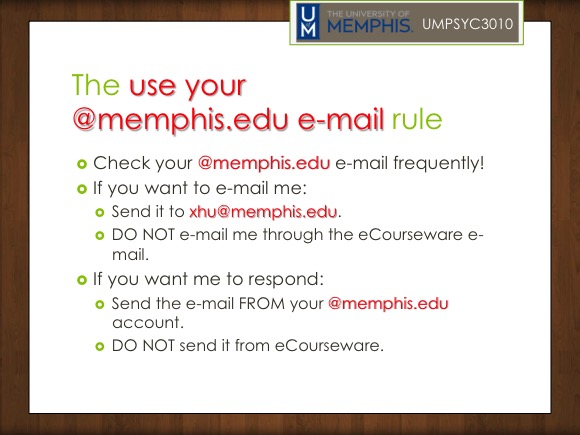 THE UNIVERSITY OF
UM MEMPHIS. UMPSYC3010
The use your
@memphis.edu e-mail rule
Check your @memphis.edu e-mail frequently!
If you want to e-mail me:
Send it to xhu@memphis.edu.
DO NOT e-mail me through the eCourseware e-
mail.
If you want me to respond:
Send the e-mail FROM your @memphis.edu
account.
DO NOT send it from eCourseware.